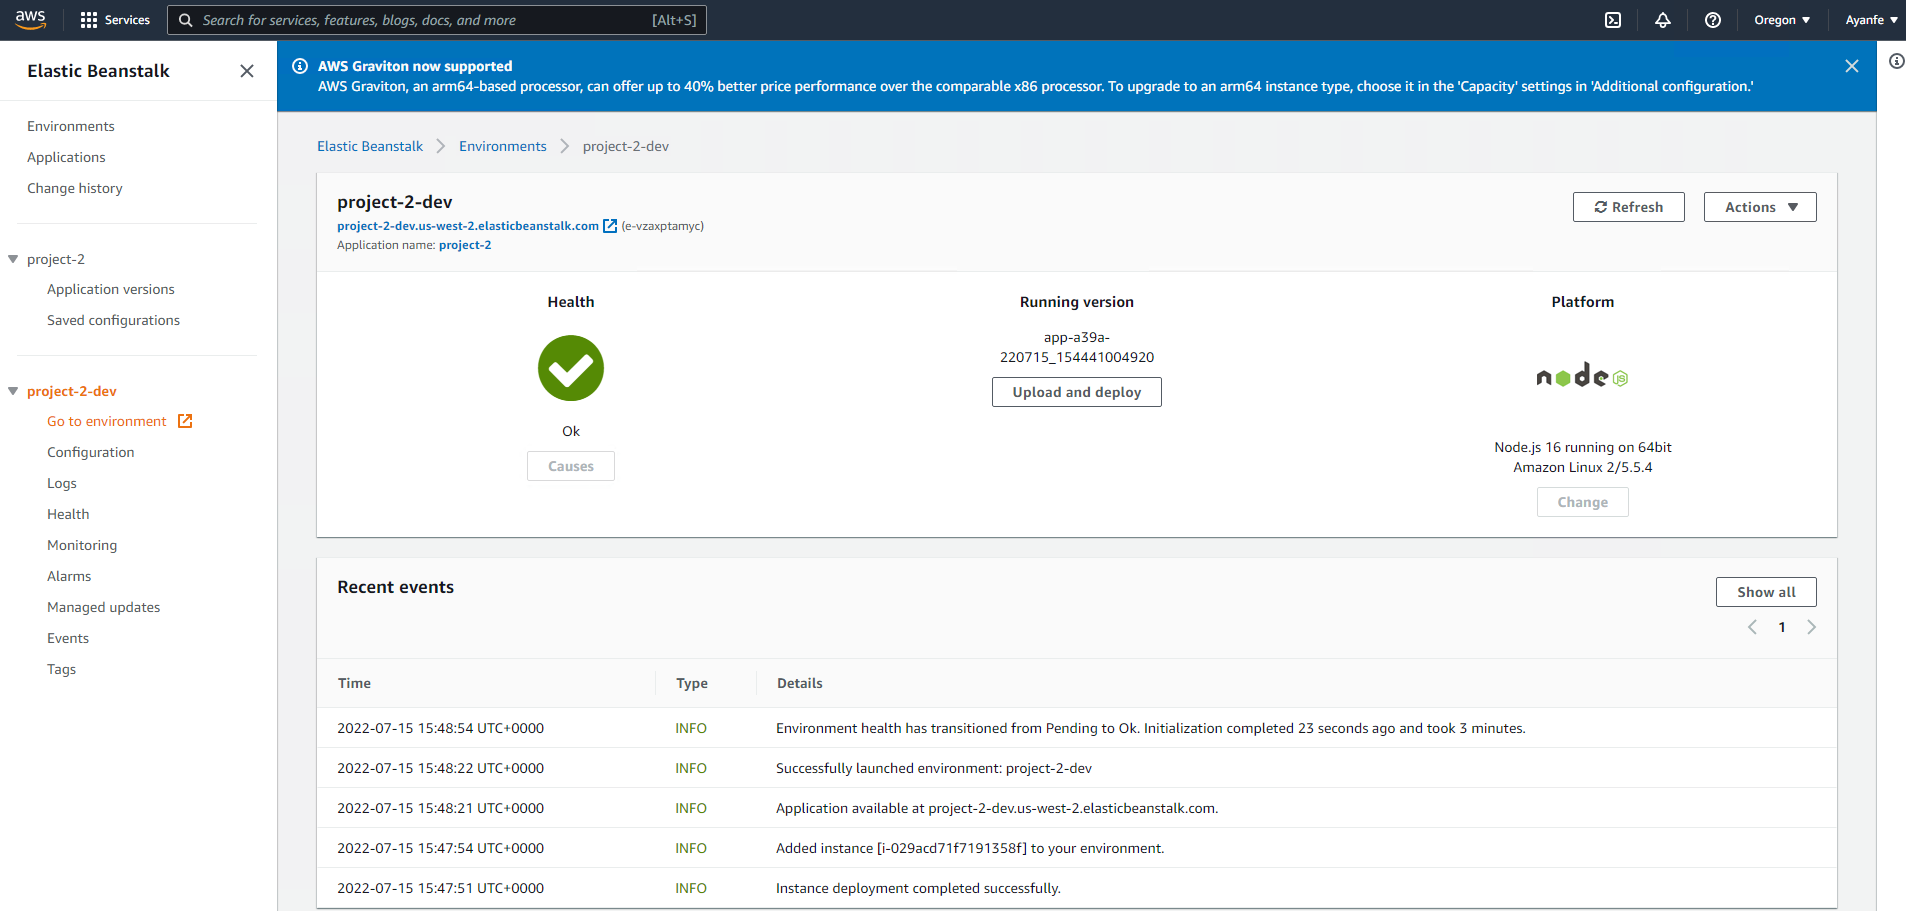 aws
Services
Search for services, features, blogs, docs, and more
[Alt+S]
Oregon
Ayanfe
Elastic Beanstalk
Environments
Applications
Change history
project-2
Application versions
Saved configurations
project-2-dev
Go to environment
Configuration
Logs
Health
Monitoring
Alarms
Managed updates
Events
Tags
AWS Graviton now supported
AWS Graviton, an arm64-based processor, can offer up to 40% better price performance over the comparable x86 processor. To upgrade to an arm64 instance type, choose it in the 'Capacity' settings in 'Additional configuration.'
Elastic Beanstalk Environments project-2-dev
project-2-dev
project-2-dev.us-west-2.elasticbeanstalk.com (e-vzaxptamyc)
Application name: project-2
Refresh
Actions
Health
Ok
Causes
Running version
app-a39a-
220715_154441004920
Upload and deploy
Platform
node JS
Node.js 16 running on 64bit
Amazon Linux 2/5.5.4
Change
Recent events
Show all
1
Time Type Details
2022-07-15 15:48:54 UTC+0000 INFO Environment health has transitioned from Pending to Ok. Initialization completed 23 seconds ago and took 3 minutes.
2022-07-15 15:48:22 UTC+0000 INFO Successfully launched environment: project-2-dev
2022-07-15 15:48:21 UTC+0000 INFO Application available at project-2-dev.us-west-2.elasticbeanstalk.com.
2022-07-15 15:47:54 UTC+0000 INFO Added instance [i-029acd71f7191358f] to your environment.
2022-07-15 15:47:51 UTC+0000 INFO Instance deployment completed successfully.